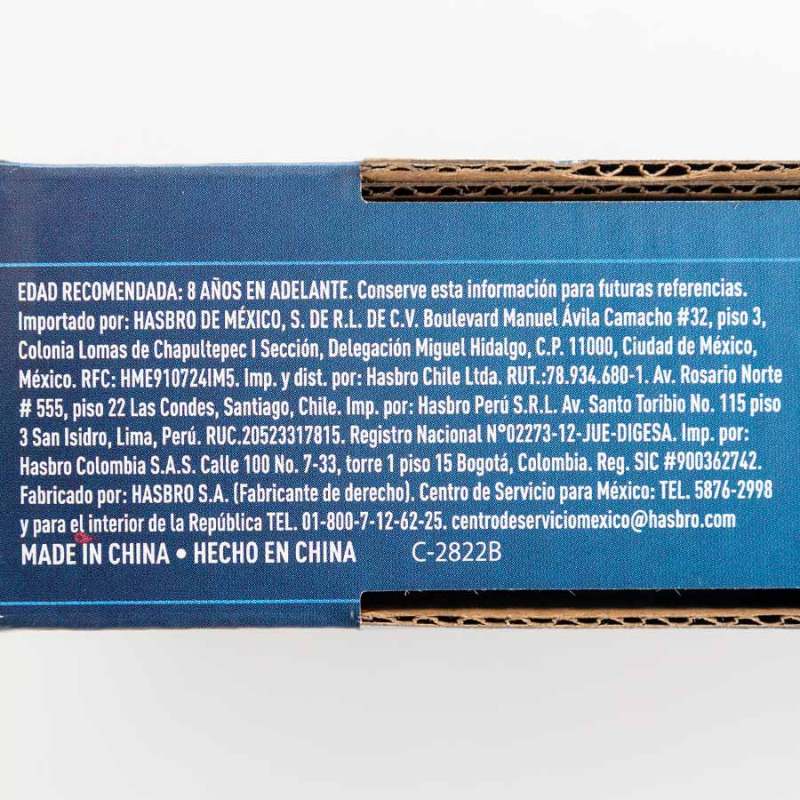 EDAD RECOMENDADA: 8 AÑOS EN ADELANTE. Conserve esta información para futuras referencias.
Importado por: HASBRO DE MÉXICO, S. DE R.L. DE C.V. Boulevard Manuel Ávila Camacho #32, piso 3,
Colonia Lomas de Chapultepec I Sección, Delegación Miguel Hidalgo, C.P. 11000, Ciudad de México,
México. RFC: HME910724IM5. Imp. y dist. por: Hasbro Chile Ltda. RUT.:78.934.680-1. Av. Rosario Norte
# 555, piso 22 Las Condes, Santiago, Chile. Imp. por: Hasbro Perú S.R.L. Av. Santo Toribio No. 115 piso
3 San Isidro, Lima, Perú. RUC.20523317815. Registro Nacional N°02273-12-JUE-DIGESA. Imp. por:
Hasbro Colombia S.A.S. Calle 100 No. 7-33, torre 1 piso 15 Bogotá, Colombia. Reg. SIC #900362742.
Fabricado por: HASBRO S.A. (Fabricante de derecho). Centro de Servicio para México: TEL. 5876-2998
y para el interior de la República TEL. 01-800-7-12-62-25. centrodeserviciomexico@hasbro.com
MADE IN CHINA • HECHO EN CHINA C-2822B